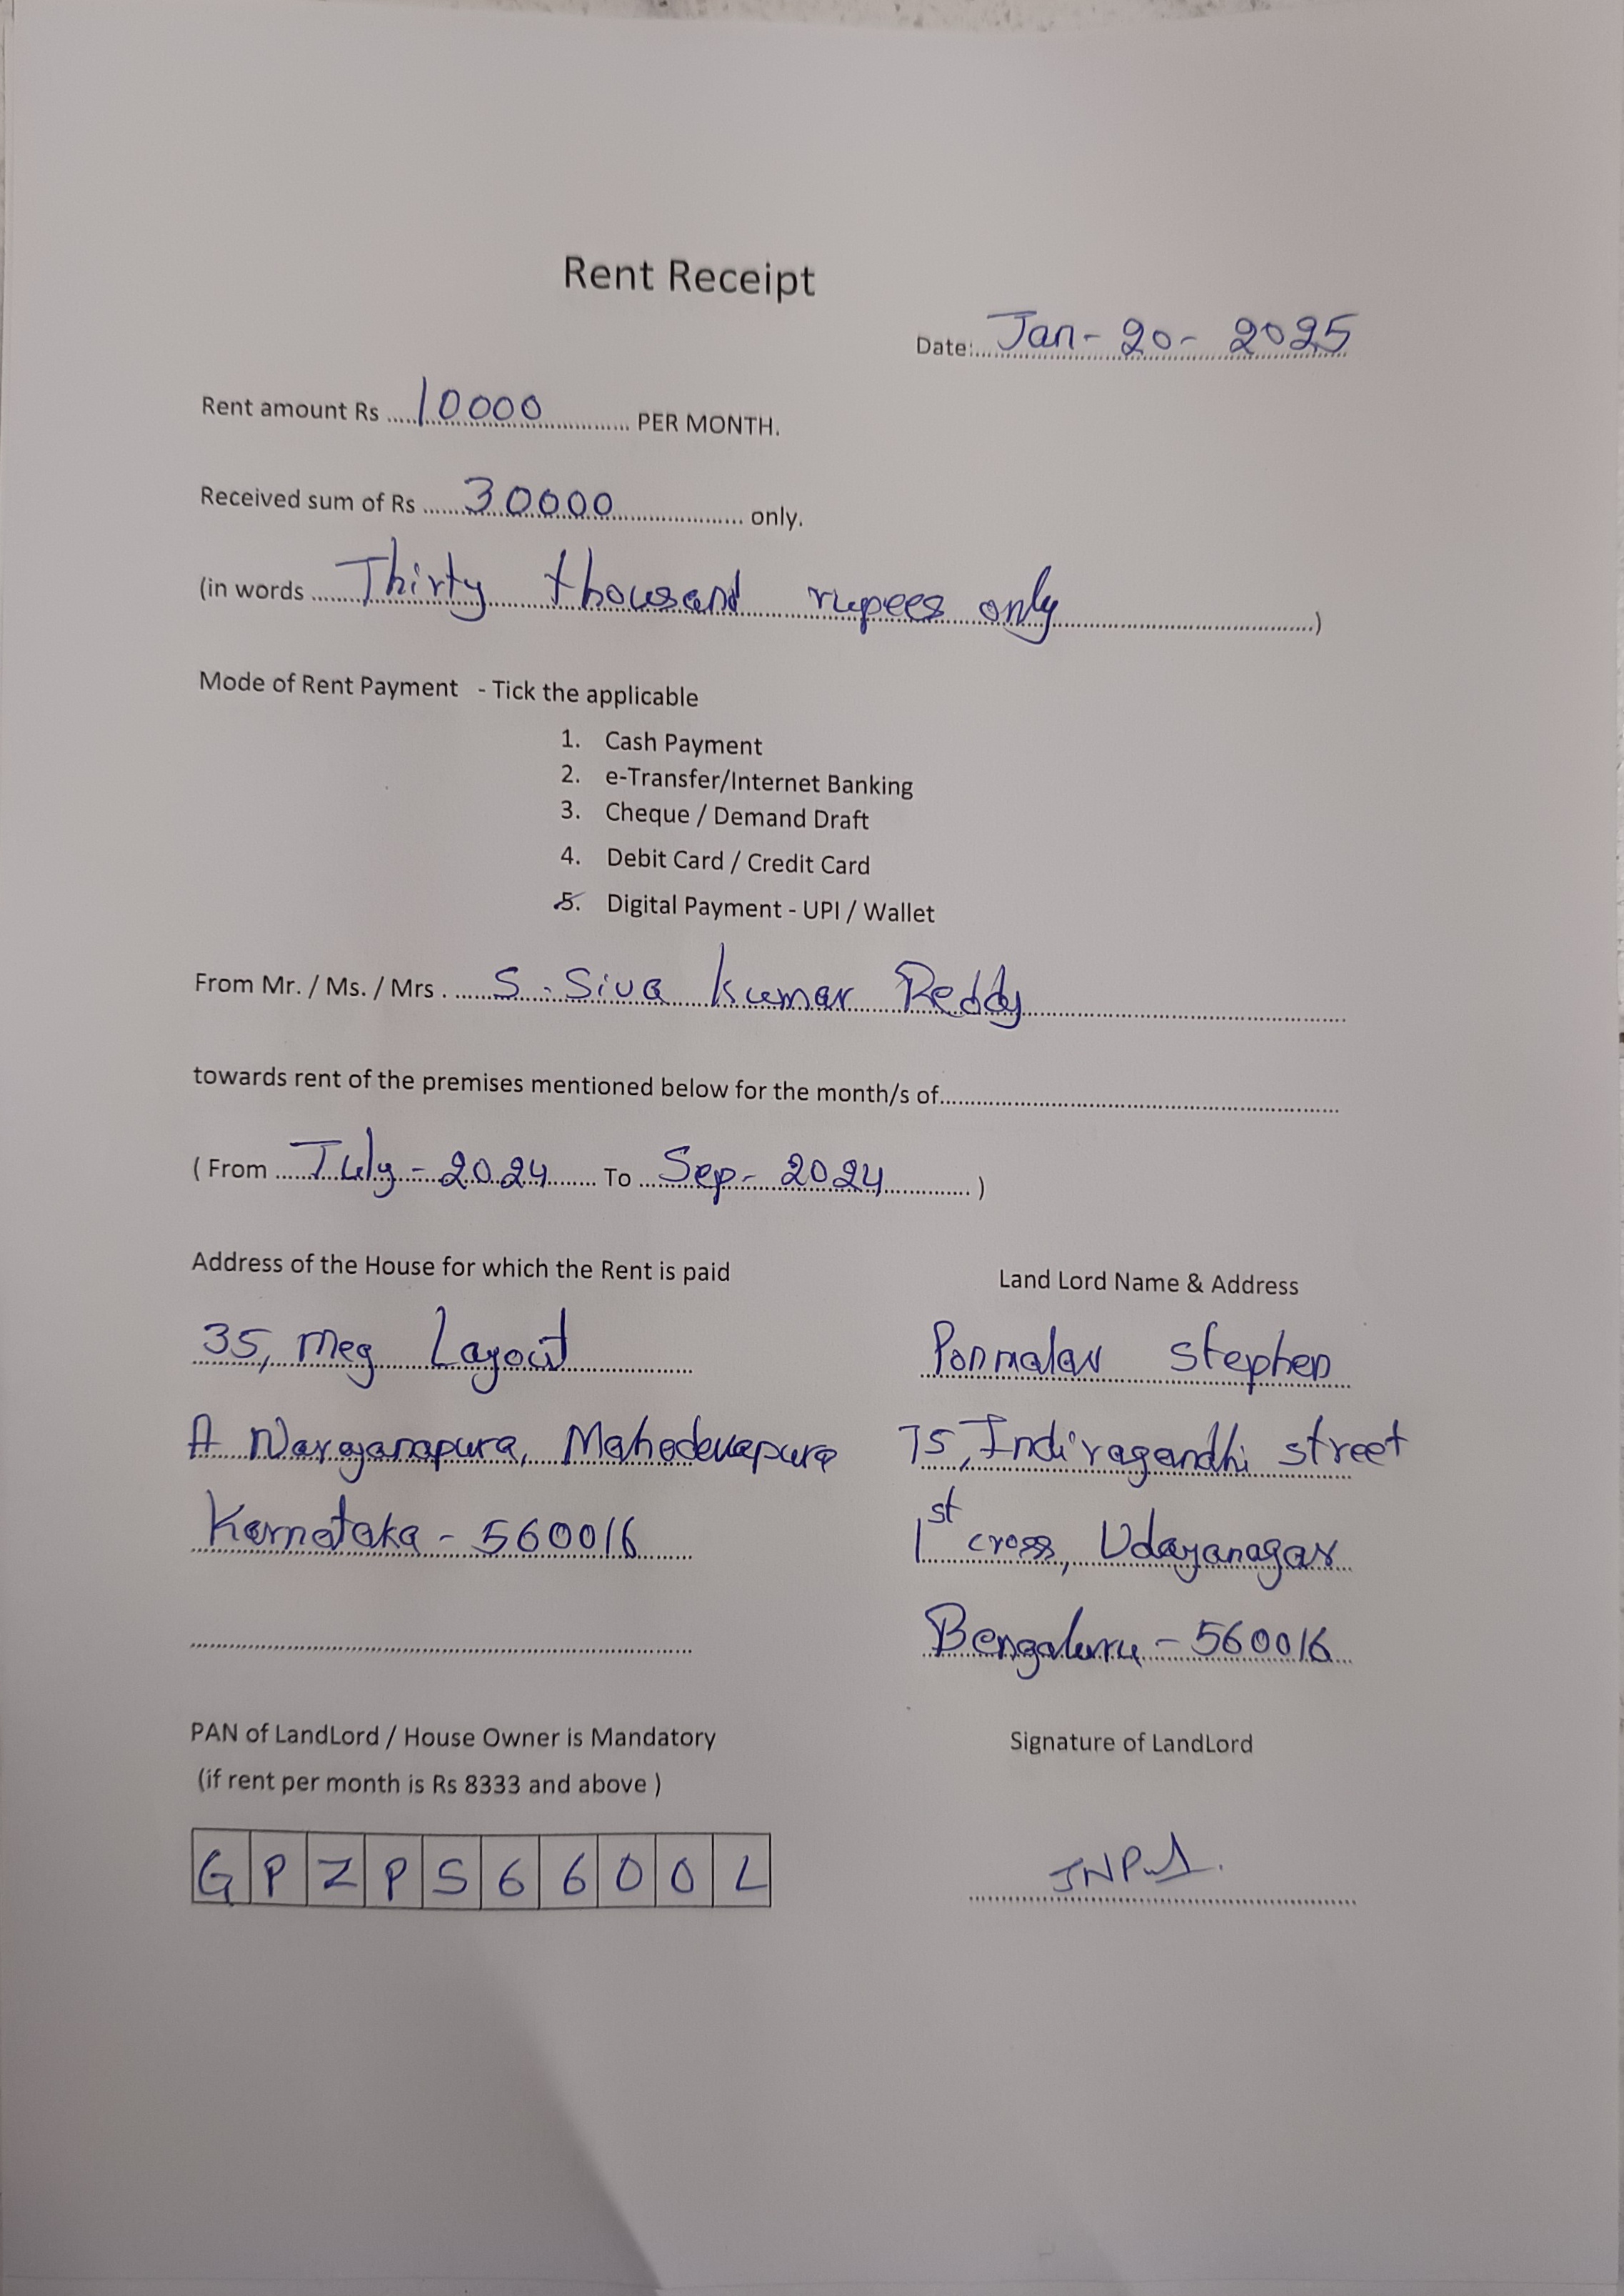 Rent Receipt
Date:... Jan - 20 - 2025
Rent amount Rs .... 10000 .... PER MONTH.
Received sum of Rs .... 30000 .... only.
(in words .... Thirty thousand rupees only ....)
Mode of Rent Payment - Tick the applicable
1. Cash Payment
2. e-Transfer/Internet Banking
3. Cheque / Demand Draft
4. Debit Card / Credit Card
5. Digital Payment - UPI / Wallet
From Mr. / Ms. / Mrs . .... S. Siva Kumar Reddy ....
towards rent of the premises mentioned below for the month/s of....
( From .... July - 2024 .... To .... Sep - 2024 .... )
Address of the House for which the Rent is paid
35, Meg Layout
A Narayanapura, Mahadevapura
Karnataka - 560016
Land Lord Name & Address
Ponmalar Stephen
75, Indiragandhi street
1st cross, Udayanagar
Bengaluru - 560016
PAN of LandLord / House Owner is Mandatory
(if rent per month is Rs 8333 and above )
GPZPS6600L
Signature of LandLord